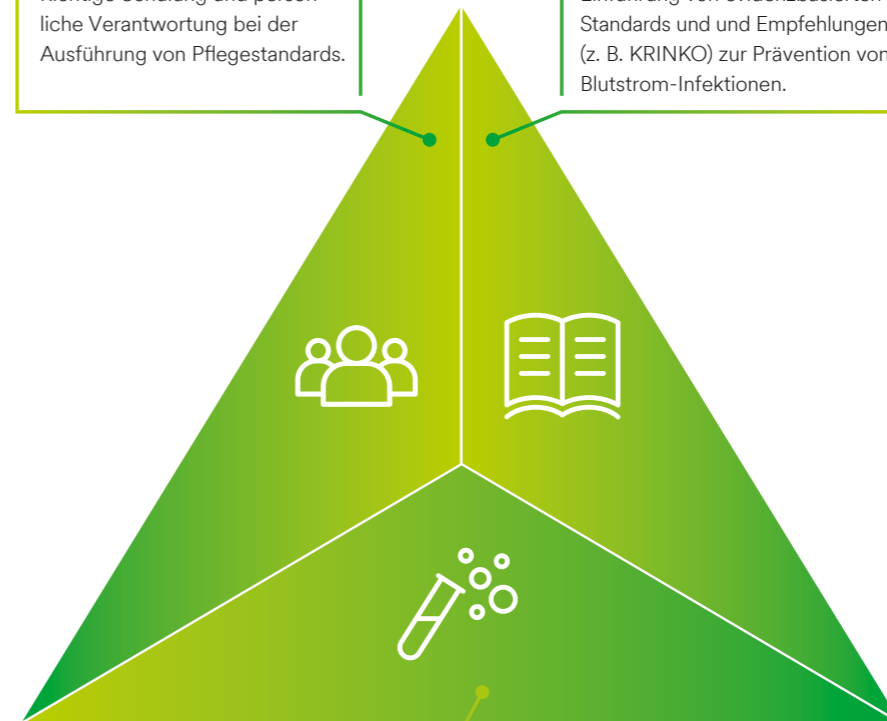 liche Verantwortung bei der
Ausführung von Pflegestandards.
Standards und und Empfehlungen
(z. B. KRINKO) zur Prävention von
Blutstrom-Infektionen.